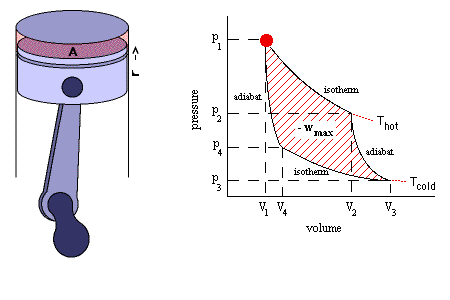 A
r ->
pressure
p1
p2
p4
p3
adiabat
isotherm
Thot
- wmax
adiabat
isotherm
Tcold
V1 V4 V2 V3
volume